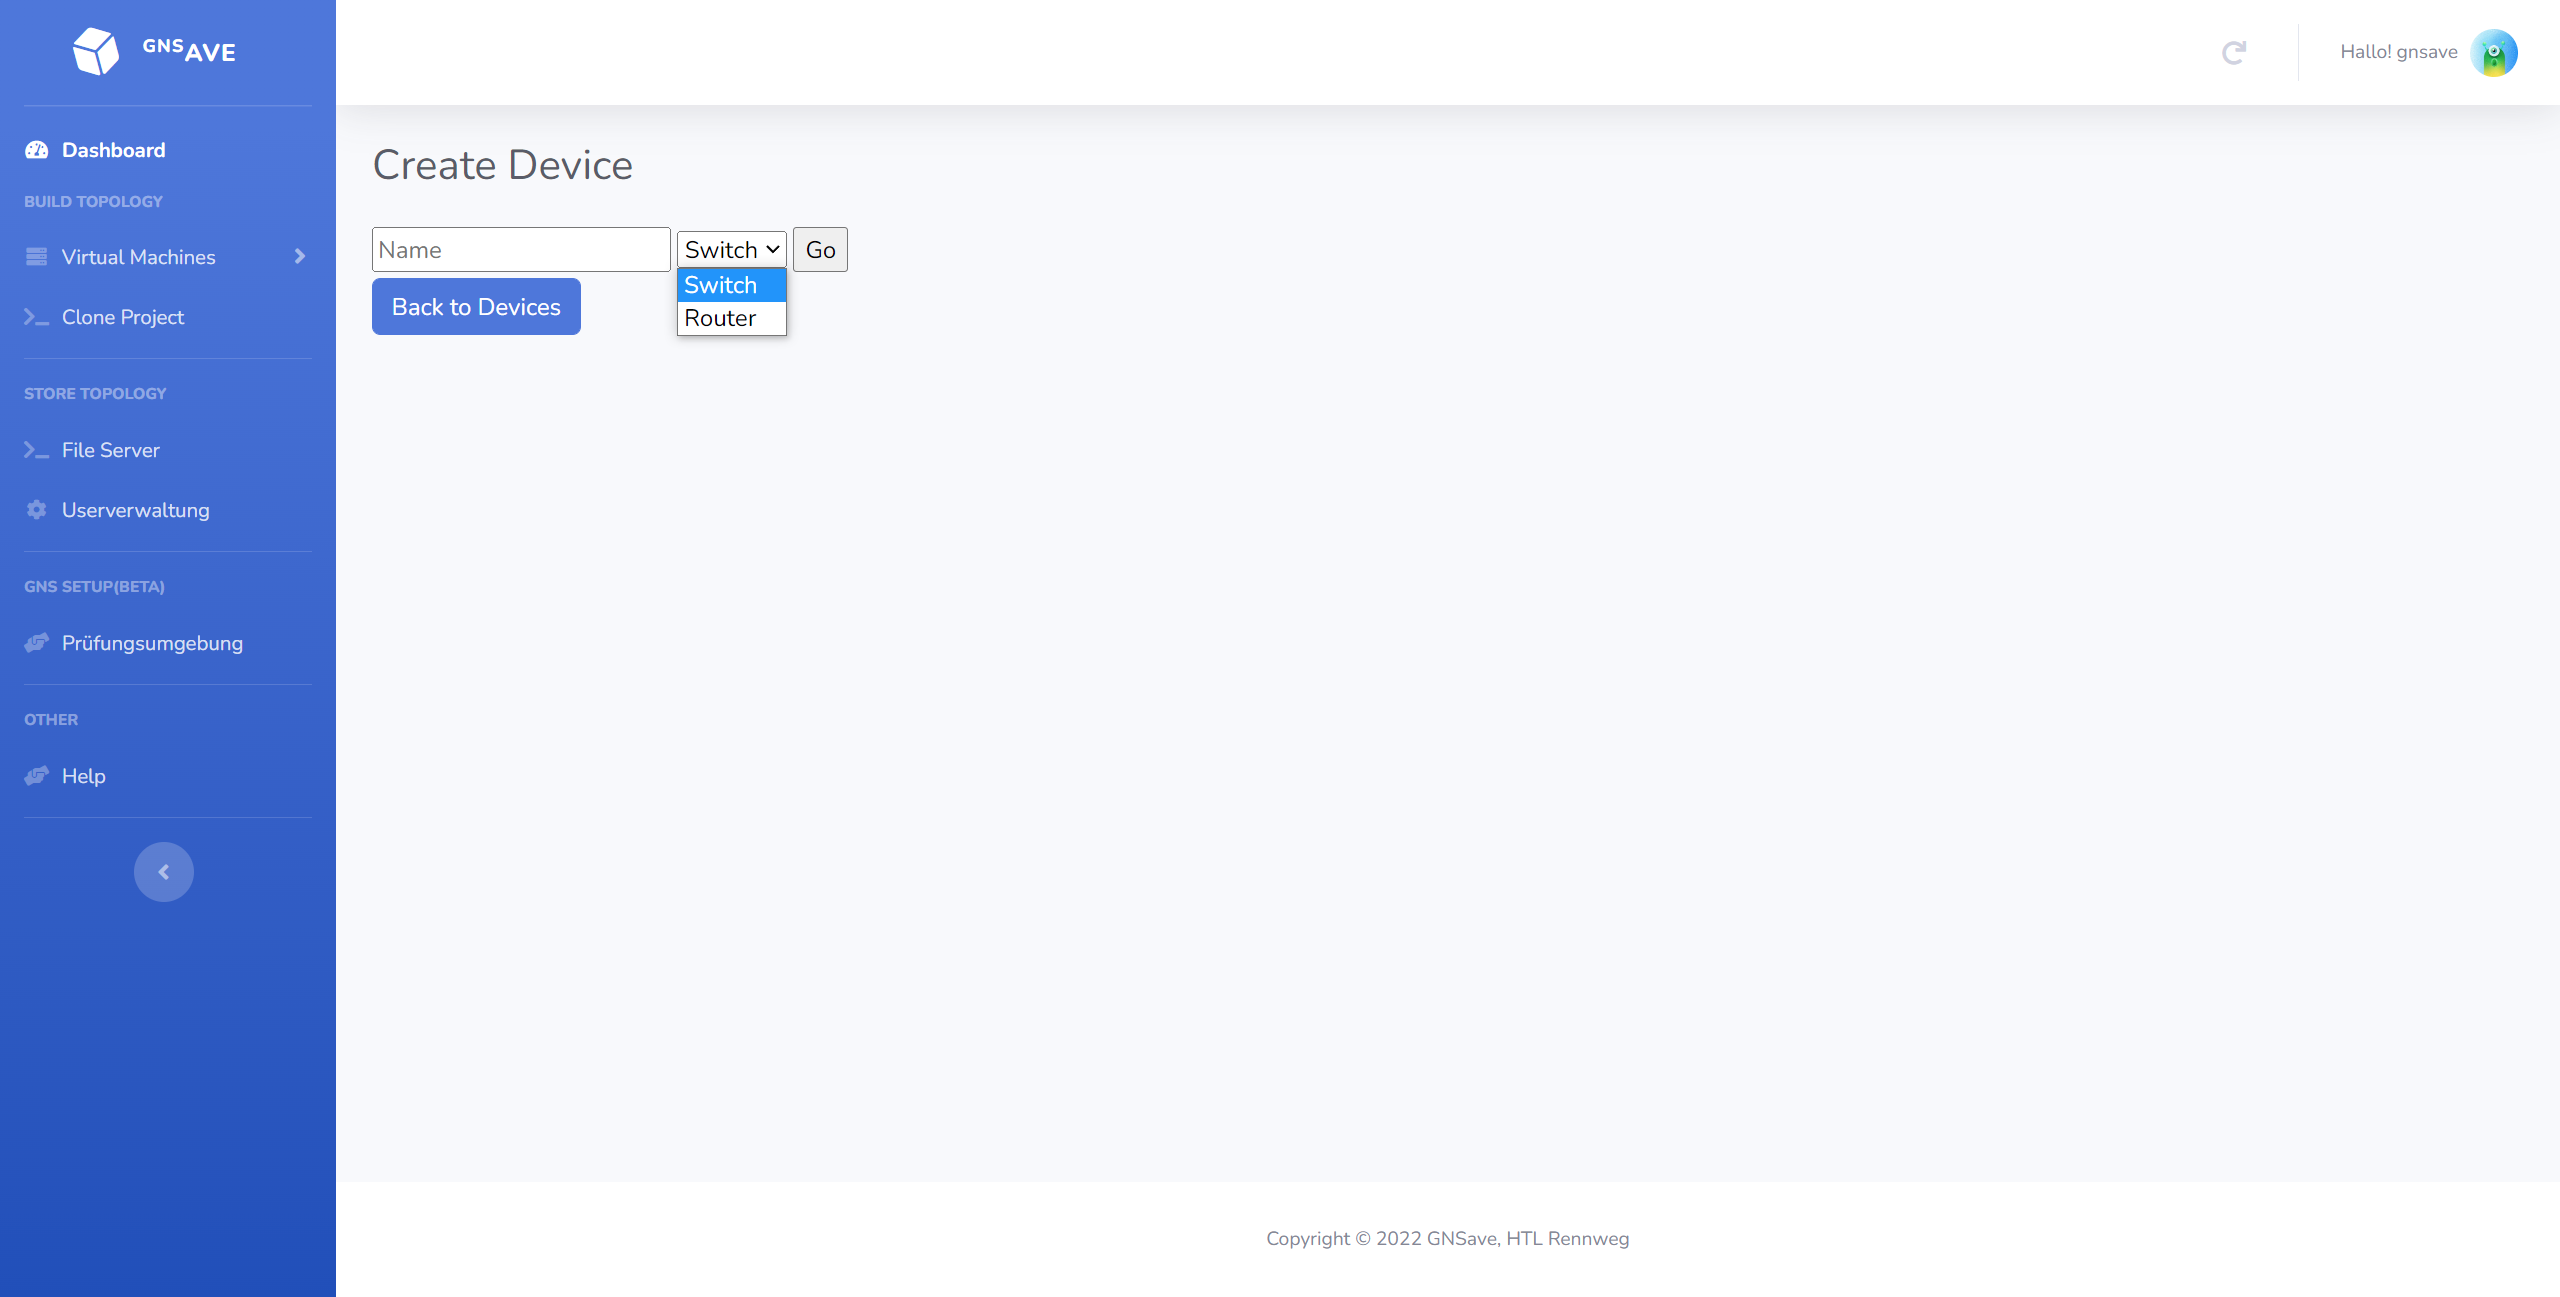 GNSAVE
Hallo! gnsave
Dashboard
BUILD TOPOLOGY
Virtual Machines
Clone Project
STORE TOPOLOGY
File Server
Userverwaltung
GNS SETUP(BETA)
Prüfungsumgebung
OTHER
Help
Create Device
Name Switch Go
Switch
Back to Devices
Router
Copyright © 2022 GNSave, HTL Rennweg